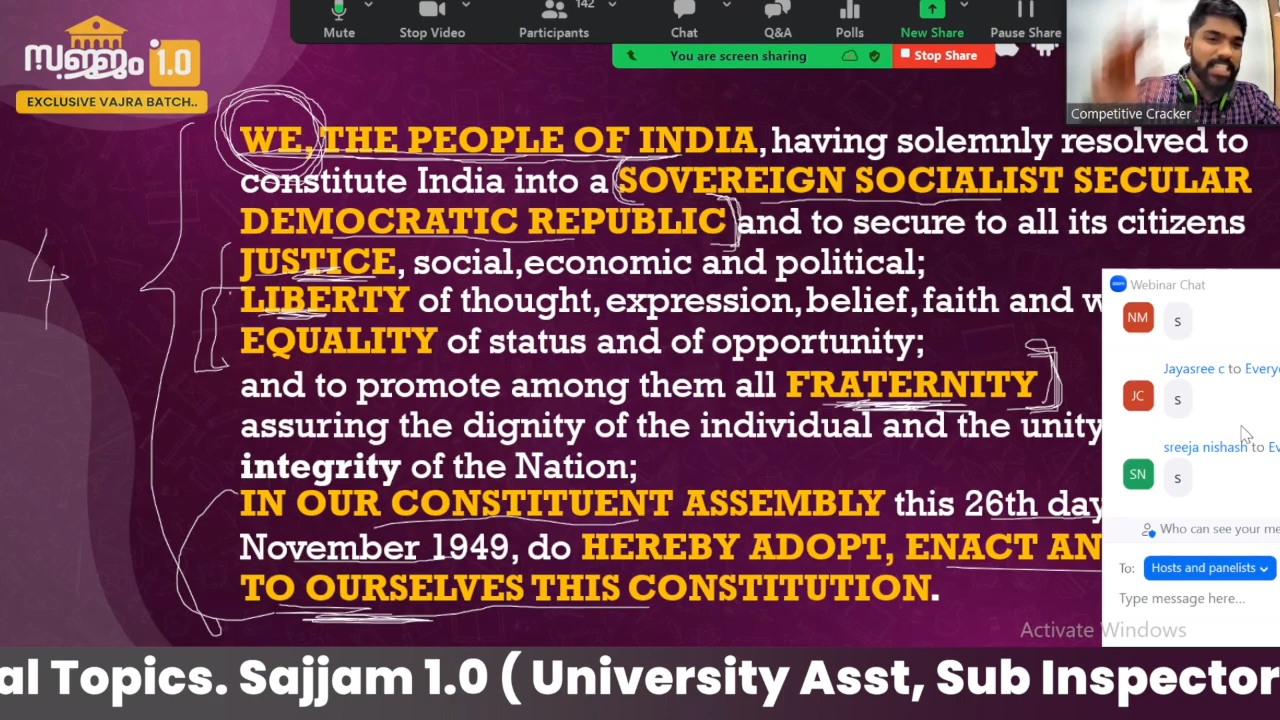 Mute
Stop Video
Participants
142
Chat
Q&A
Polls
New Share
Pause Share
You are screen sharing
Stop Share
സജ്ജം 1.0
EXCLUSIVE VAJRA BATCH..
Competitive Cracker
WE, THE PEOPLE OF INDIA, having solemnly resolved to
constitute India into a SOVEREIGN SOCIALIST SECULAR
DEMOCRATIC REPUBLIC and to secure to all its citizens
JUSTICE, social,economic and political;
LIBERTY of thought, expression, belief, faith and w
EQUALITY of status and of opportunity;
and to promote among them all FRATERNITY
assuring the dignity of the individual and the unity
integrity of the Nation;
IN OUR CONSTITUENT ASSEMBLY this 26th day
November 1949, do HEREBY ADOPT, ENACT AN
TO OURSELVES THIS CONSTITUTION.
4
Webinar Chat
NM
s
Jayasree c to Every
JC
s
sreeja nishash to Ev
SN
s
Who can see your me
To: Hosts and panelists
Type message here...
Activate Windows
al Topics. Sajjam 1.0 ( University Asst, Sub Inspector